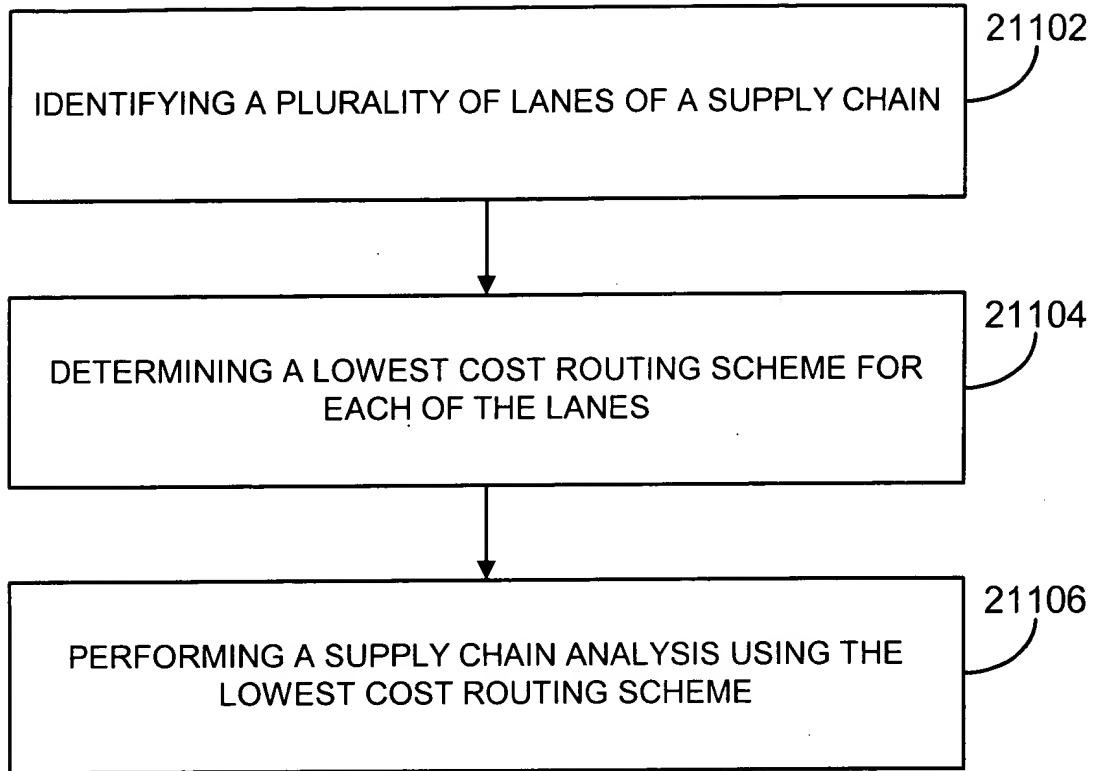 21102
IDENTIFYING A PLURALITY OF LANES OF A SUPPLY CHAIN
21104
DETERMINING A LOWEST COST ROUTING SCHEME FOR
EACH OF THE LANES
21106
PERFORMING A SUPPLY CHAIN ANALYSIS USING THE
LOWEST COST ROUTING SCHEME